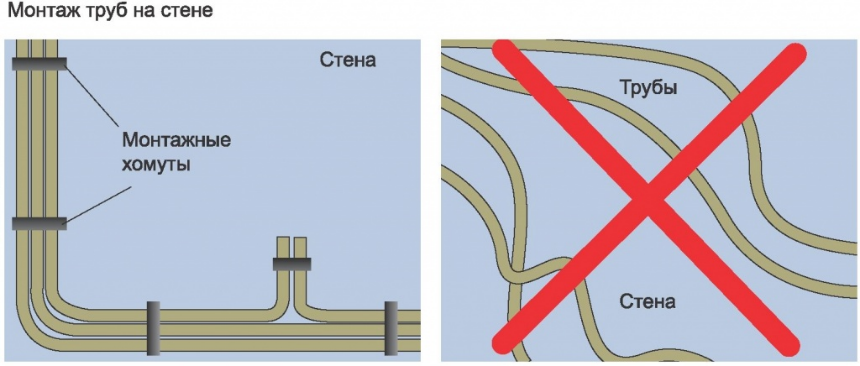 Монтаж труб на стене
Стена
Монтажные
хомуты
Трубы
Стена